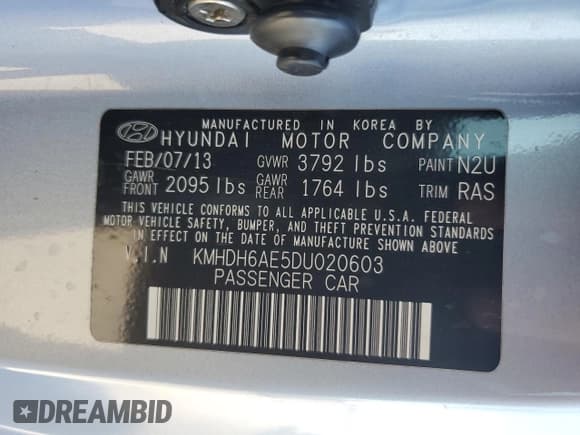 MANUFACTURED IN KOREA BY
HYUNDAI MOTOR COMPANY
FEB/07/13 GVWR 3792 lbs PAINT N2U
GAWR FRONT 2095 lbs GAWR REAR 1764 lbs TRIM RAS
THIS VEHICLE CONFORMS TO ALL APPLICABLE U.S.A. FEDERAL
MOTOR VEHICLE SAFETY, BUMPER, AND THEFT PREVENTION STANDARDS
IN EFFECT ON THE DATE OF MANUFACTURE SHOWN ABOVE.
V.I.N KMHDH6AE5DU020603
PASSENGER CAR
DREAMBID